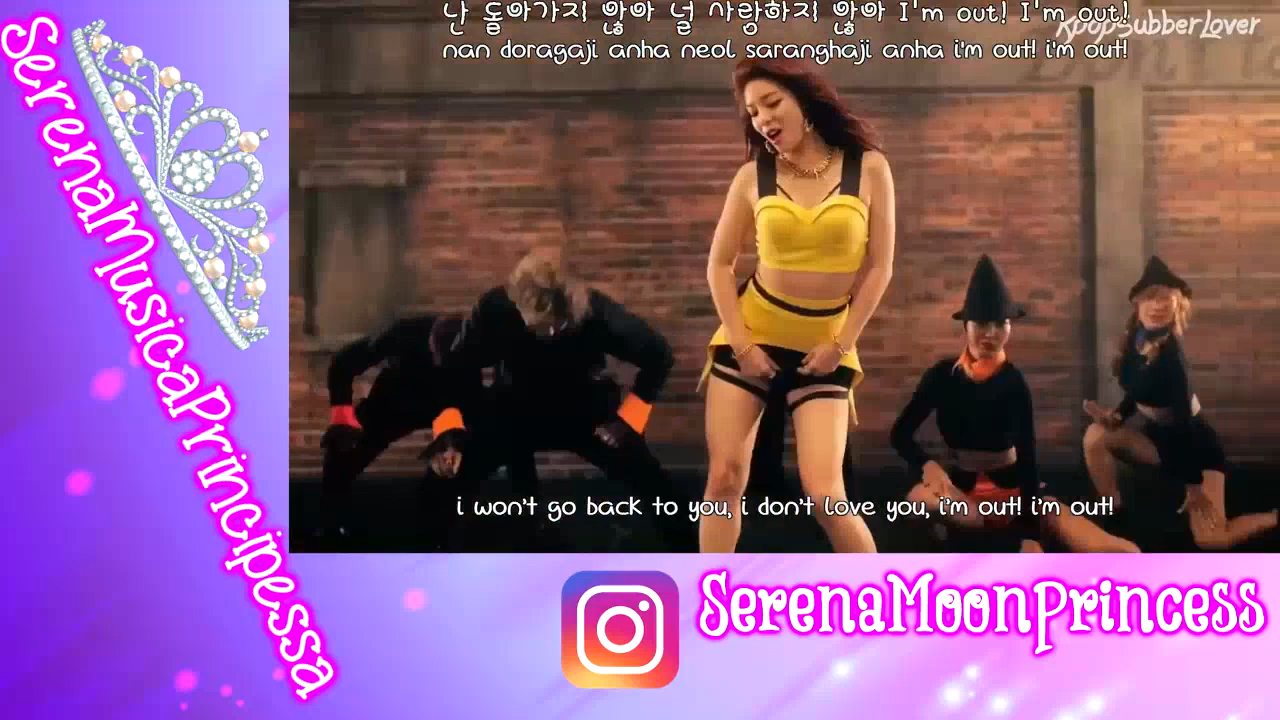 SerenaMusicaPrincipessa
난 돌아가지 않아 널 사랑하지 않아 I'm out! I'm out!
KpopSubberLover
nan doragaji anha neol saranghaji anha i'm out! i'm out!
i won't go back to you, i don't love you, i'm out! i'm out!
SerenaMoonPrincess